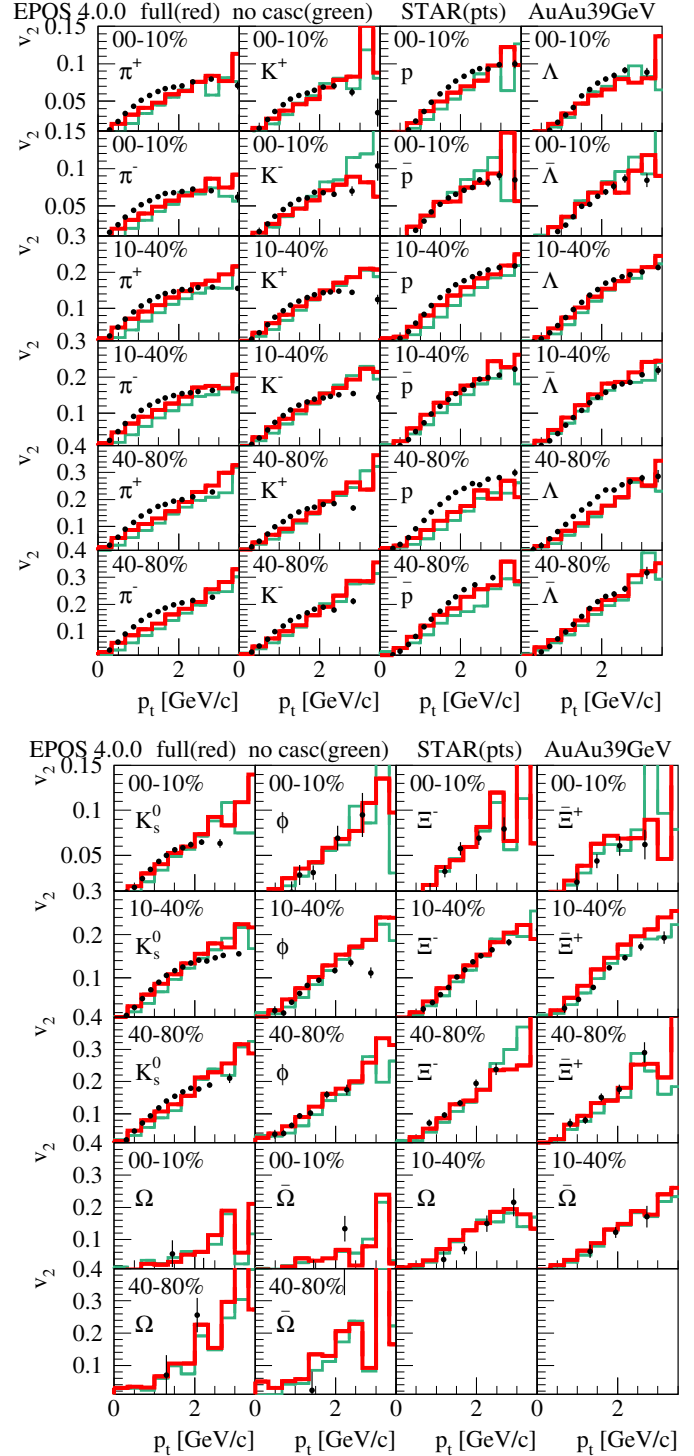 EPOS 4.0.0 full(red) no casc(green) STAR(pts) AuAu39GeV
v2 0.15 00-10% 00-10% 00-10% 00-10%
0.1 π+ K+ p Λ
0.05
v2 0.15 00-10% 00-10% 00-10% 00-10%
0.1 π- K- p̄ Λ̄
0.05
v2 0.3 10-40% 10-40% 10-40% 10-40%
0.2 π+ K+ p Λ
0.1
v2 0.3 10-40% 10-40% 10-40% 10-40%
0.2 π- K- p̄ Λ̄
0.1
v2 0.4 40-80% 40-80% 40-80% 40-80%
0.3 π+ K+ p Λ
0.2
0.1
v2 0.4 40-80% 40-80% 40-80% 40-80%
0.3 π- K- p̄ Λ̄
0.2
0.1
0 2 0 2 0 2 0 2
pt [GeV/c] pt [GeV/c] pt [GeV/c] pt [GeV/c]
EPOS 4.0.0 full(red) no casc(green) STAR(pts) AuAu39GeV
v2 0.15 00-10% 00-10% 00-10% 00-10%
0.1 K0s ϕ Ξ- Ξ̄+
0.05
v2 0.3 10-40% 10-40% 10-40% 10-40%
0.2 K0s ϕ Ξ- Ξ̄+
0.1
v2 0.4 40-80% 40-80% 40-80% 40-80%
0.3 K0s ϕ Ξ- Ξ̄+
0.2
0.1
v2 0.4 00-10% 00-10% 10-40% 10-40%
0.3 Ω Ω̄ Ω Ω̄
0.2
0.1
v2 0.4 40-80% 40-80%
0.3 Ω Ω̄
0.2
0.1
0 2 0 2 0 2 0 2
pt [GeV/c] pt [GeV/c] pt [GeV/c] pt [GeV/c]